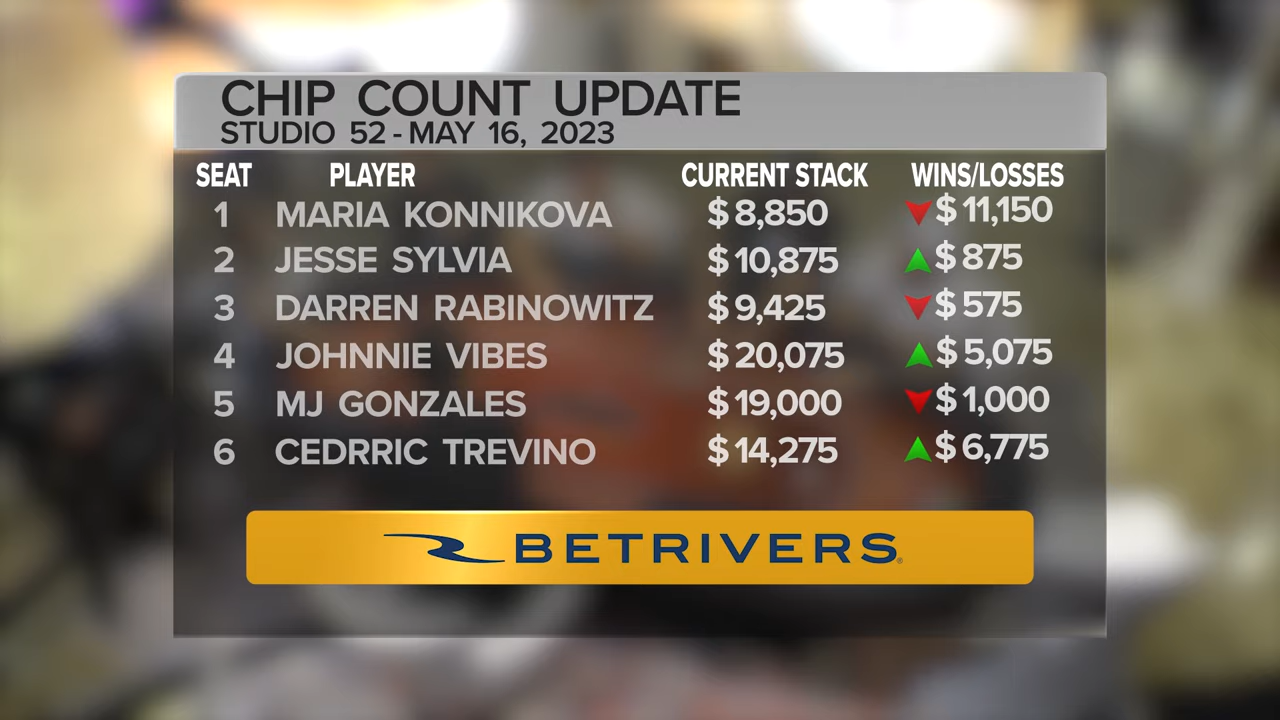 CHIP COUNT UPDATE
STUDIO 52 - MAY 16, 2023
SEAT PLAYER CURRENT STACK WINS/LOSSES
1 MARIA KONNIKOVA $8,850 $11,150
2 JESSE SYLVIA $10,875 $875
3 DARREN RABINOWITZ $9,425 $575
4 JOHNNIE VIBES $20,075 $5,075
5 MJ GONZALES $19,000 $1,000
6 CEDRRIC TREVINO $14,275 $6,775
BETRIVERS®